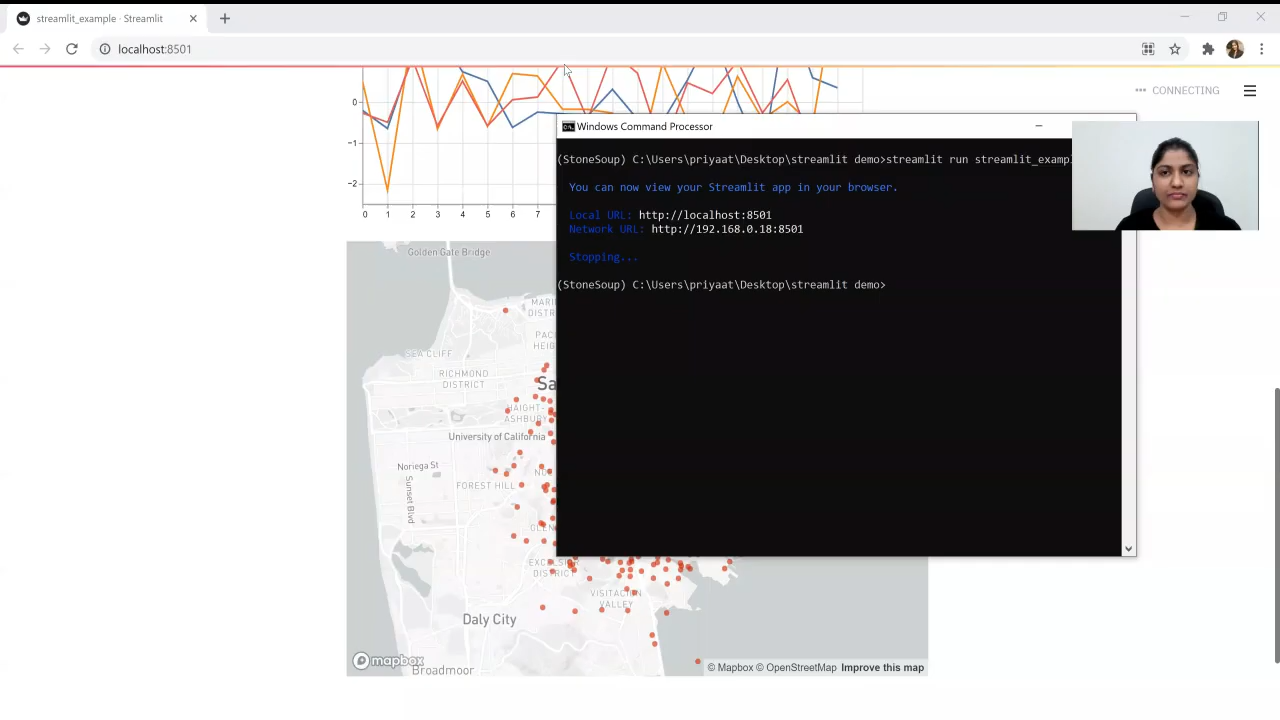 streamlit_example · Streamlit
localhost:8501
CONNECTING
0
−1
−2
0 1 2 3 4 5 6 7
Windows Command Processor
(StoneSoup) C:\Users\priyaat\Desktop\streamlit demo>streamlit run streamlit_examp
You can now view your Streamlit app in your browser.
Local URL: http://localhost:8501
Network URL: http://192.168.0.18:8501
Stopping...
(StoneSoup) C:\Users\priyaat\Desktop\streamlit demo>
Golden Gate Bridge
SEA CLIFF
RICHMOND
DISTRICT
HAIGHT-
ASHBURY
University of California
Noriega St
Sunset Blvd
FOREST HILL
EXCELSIOR
DISTRICT
VISITACION
VALLEY
Daly City
Broadmoor
mapbox
© Mapbox © OpenStreetMap Improve this map